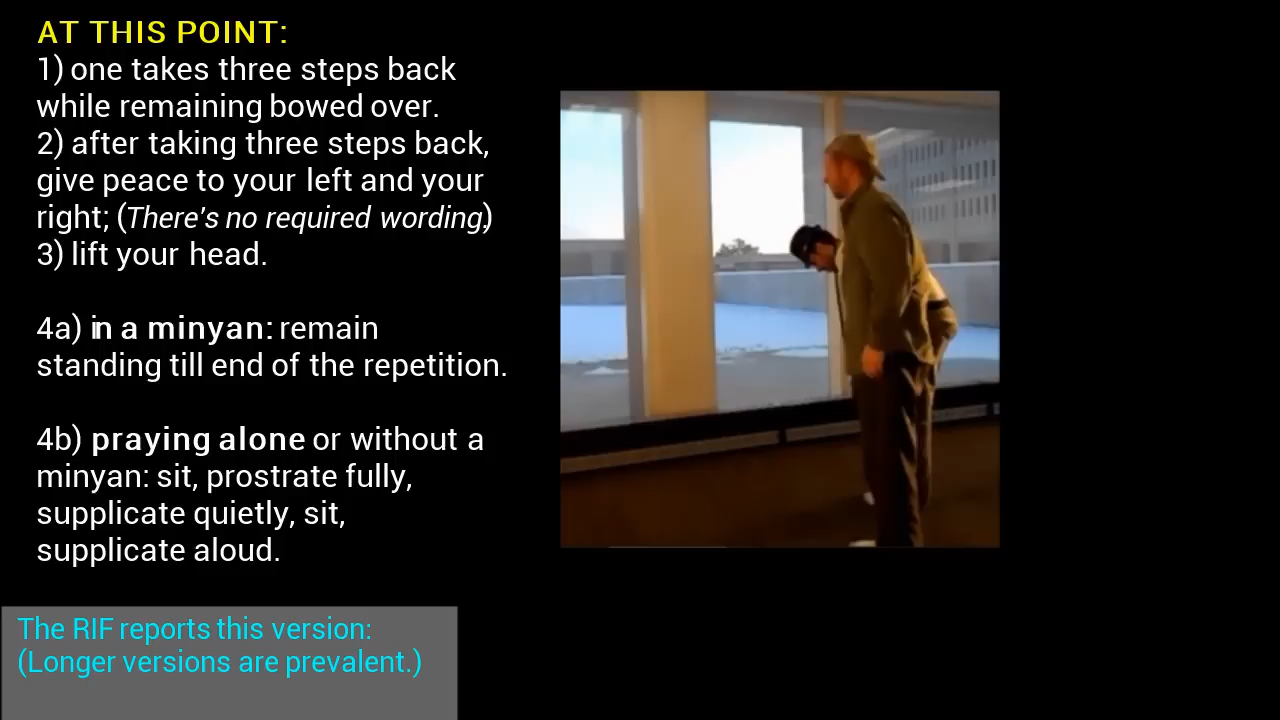 AT THIS POINT:
1) one takes three steps back
while remaining bowed over.
2) after taking three steps back,
give peace to your left and your
right; (There's no required wording.)
3) lift your head.
4a) in a minyan: remain
standing till end of the repetition.
4b) praying alone or without a
minyan: sit, prostrate fully,
supplicate quietly, sit,
supplicate aloud.
The RIF reports this version:
(Longer versions are prevalent.)